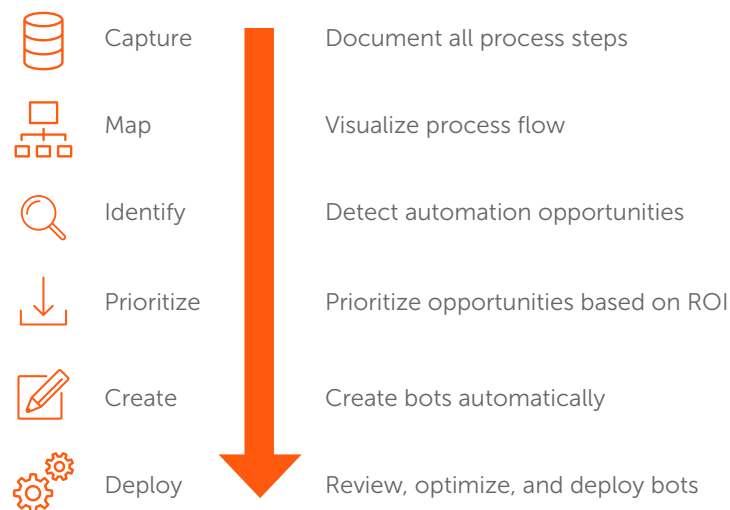 Capture Document all process steps
Map Visualize process flow
Identify Detect automation opportunities
Prioritize Prioritize opportunities based on ROI
Create Create bots automatically
Deploy Review, optimize, and deploy bots